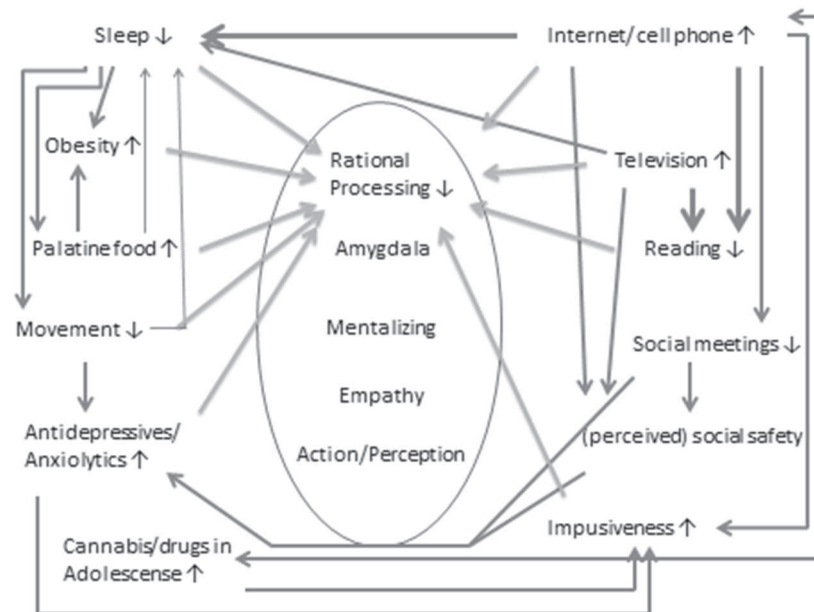 Sleep ↓
Internet/cell phone ↑
Obesity ↑
Rational
Processing ↓
Television ↑
Palatine food ↑
Amygdala
Reading ↓
Movement ↓
Mentalizing
Social meetings ↓
Empathy
Antidepressives/
Anxiolytics ↑
(perceived) social safety
Action/Perception
Impusiveness ↑
Cannabis/drugs in
Adolescense ↑